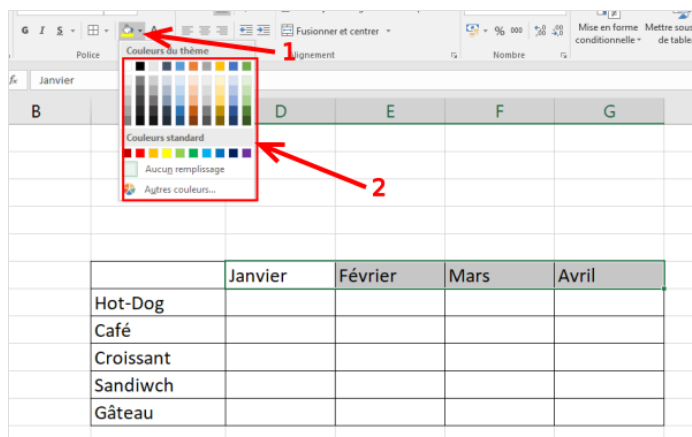 G I S % 000
Fusionner et centrer
Mise en forme Mettre sous
conditionnelle de table
Police Alignement Nombre
1
Couleurs du thème
fx Janvier
B D E F G
Couleurs standard
Aucun remplissage
Autres couleurs...
2
Janvier Février Mars Avril
Hot-Dog
Café
Croissant
Sandiwch
Gâteau